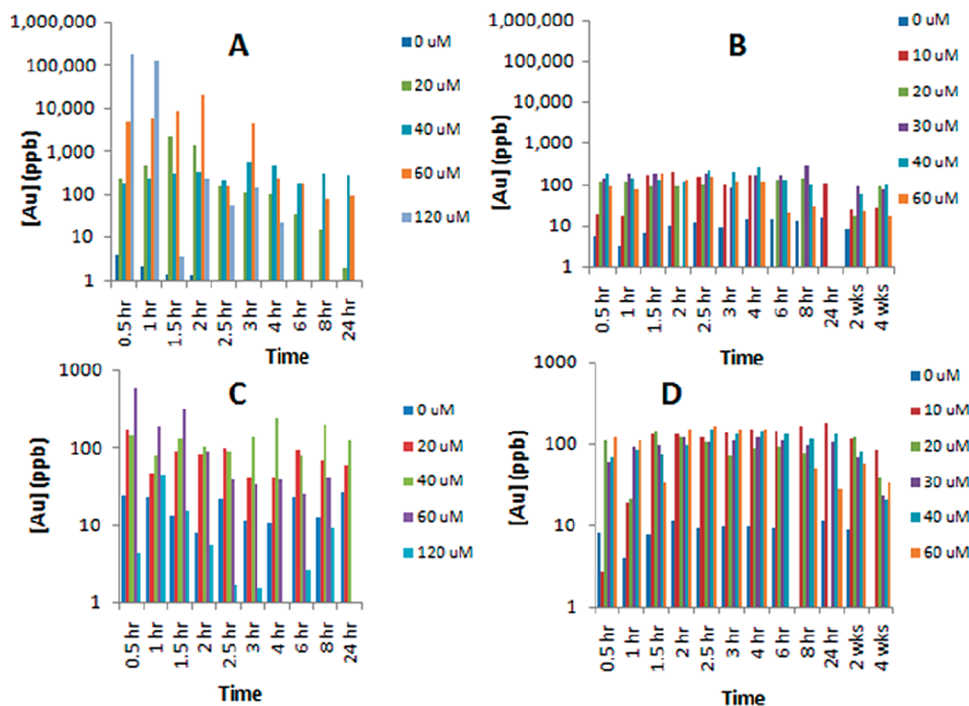 A
[Au] (ppb)
1,000,000
100,000
10,000
1,000
100
10
1
0.5 hr
1 hr
1.5 hr
2 hr
2.5 hr
3 hr
4 hr
6 hr
8hr
24 hr
Time
0 uM
20 uM
40 uM
60 uM
120 uM
B
[Au] (ppb)
1,000,000
100,000
10,000
1,000
100
10
1
0.5 hr
1 hr
1.5 hr
2 hr
2.5 hr
3 hr
4 hr
6 hr
8hr
24 hr
2 wks
4 wks
Time
0 uM
10 uM
20 uM
30 uM
40 uM
60 uM
C
[Au] (ppb)
1000
100
10
1
0.5 hr
1 hr
1.5 hr
2 hr
2.5 hr
3 hr
4 hr
6 hr
8 hr
24 hr
Time
0 uM
20 uM
40 uM
60 uM
120 uM
D
[Au] (ppb)
1000
100
10
1
0.5 hr
1 hr
1.5 hr
2 hr
2.5 hr
3 hr
4 hr
6 hr
8hr
24 hr
2 wks
4 wks
Time
0 uM
10 uM
20 uM
30 uM
40 uM
60 uM